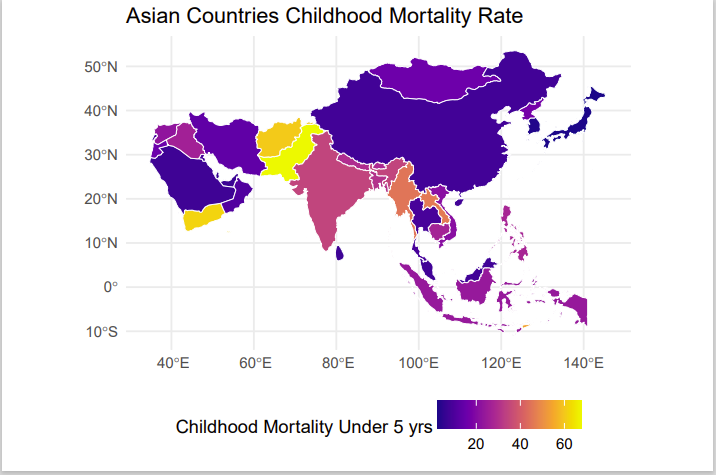 Asian Countries Childhood Mortality Rate
50°N
40°N
30°N
20°N
10°N
0°
10°S
40°E 60°E 80°E 100°E 120°E 140°E
Childhood Mortality Under 5 yrs
20 40 60